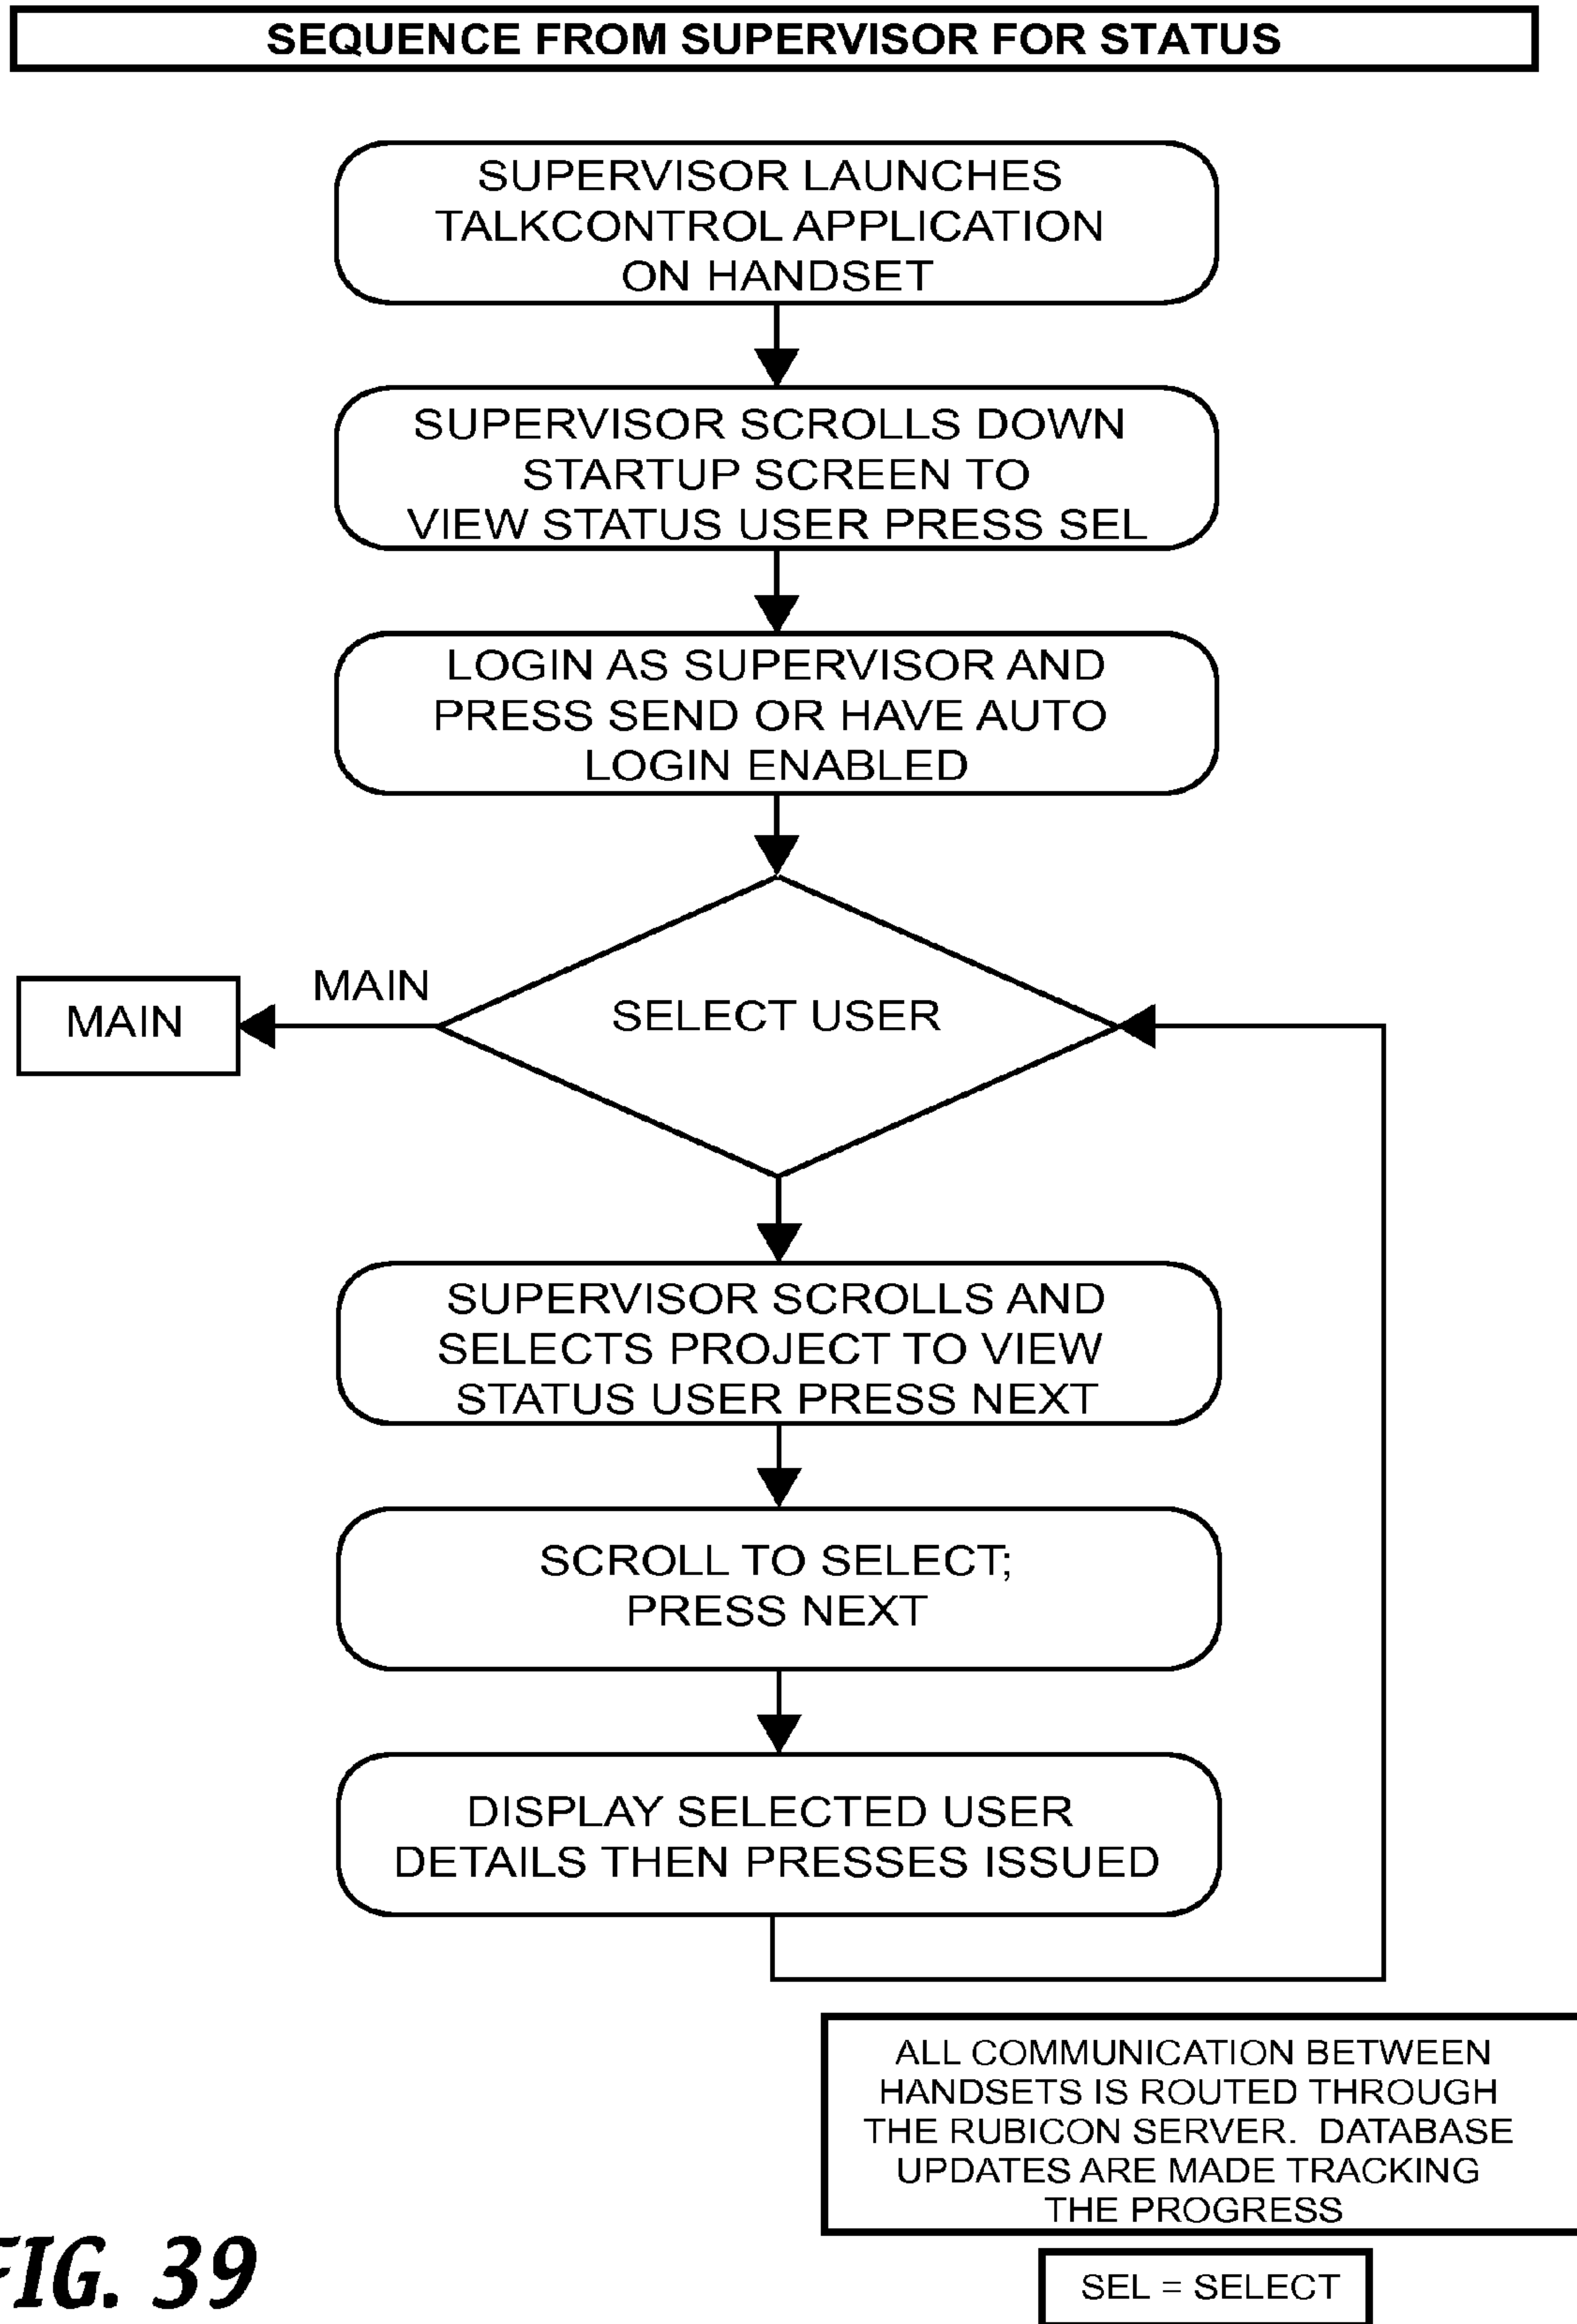 SEQUENCE FROM SUPERVISOR FOR STATUS
SUPERVISOR LAUNCHES
TALKCONTROL APPLICATION
ON HANDSET
SUPERVISOR SCROLLS DOWN
STARTUP SCREEN TO
VIEW STATUS USER PRESS SEL
LOGIN AS SUPERVISOR AND
PRESS SEND OR HAVE AUTO
LOGIN ENABLED
MAIN
MAIN
SELECT USER
SUPERVISOR SCROLLS AND
SELECTS PROJECT TO VIEW
STATUS USER PRESS NEXT
SCROLL TO SELECT;
PRESS NEXT
DISPLAY SELECTED USER
DETAILS THEN PRESSES ISSUED
ALL COMMUNICATION BETWEEN
HANDSETS IS ROUTED THROUGH
THE RUBICON SERVER. DATABASE
UPDATES ARE MADE TRACKING
THE PROGRESS
SEL = SELECT
FIG. 39